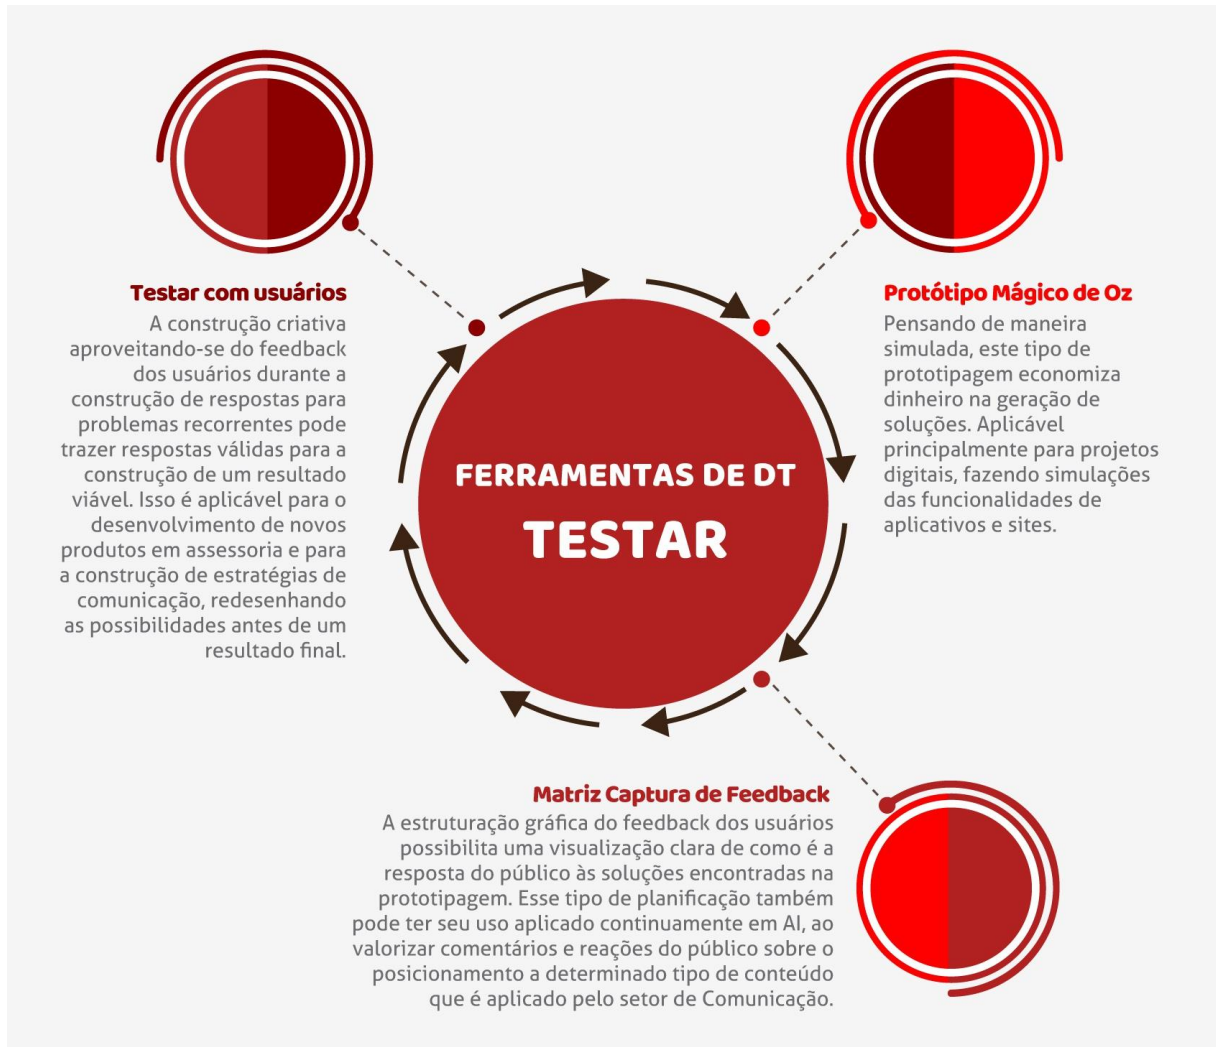 Testar com usuários
A construção criativa
aproveitando-se do feedback
dos usuários durante a
construção de respostas para
problemas recorrentes pode
trazer respostas válidas para a
construção de um resultado
viável. Isso é aplicável para o
desenvolvimento de novos
produtos em assessoria e para
a construção de estratégias de
comunicação, redesenhando
as possibilidades antes de um
resultado final.
Protótipo Mágico de Oz
Pensando de maneira
simulada, este tipo de
prototipagem economiza
dinheiro na geração de
soluções. Aplicável
principalmente para projetos
digitais, fazendo simulações
das funcionalidades de
aplicativos e sites.
FERRAMENTAS DE DT
TESTAR
Matriz Captura de Feedback
A estruturação gráfica do feedback dos usuários
possibilita uma visualização clara de como é a
resposta do público às soluções encontradas na
prototipagem. Esse tipo de planificação também
pode ter seu uso aplicado continuamente em AI, ao
valorizar comentários e reações do público sobre o
posicionamento a determinado tipo de conteúdo
que é aplicado pelo setor de Comunicação.